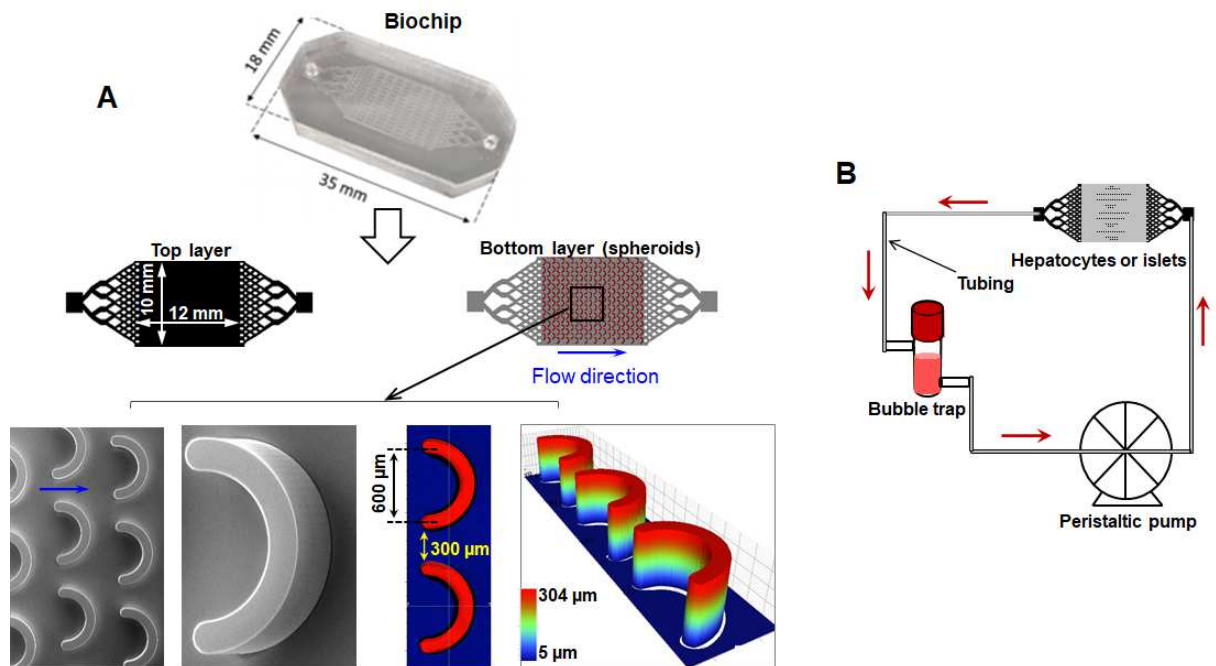 Biochip
A
18 mm
35 mm
Top layer
10 mm
12 mm
Bottom layer (spheroids)
Flow direction
600 µm
300 µm
304 µm
5 µm
B
Hepatocytes or islets
Tubing
Bubble trap
Peristaltic pump